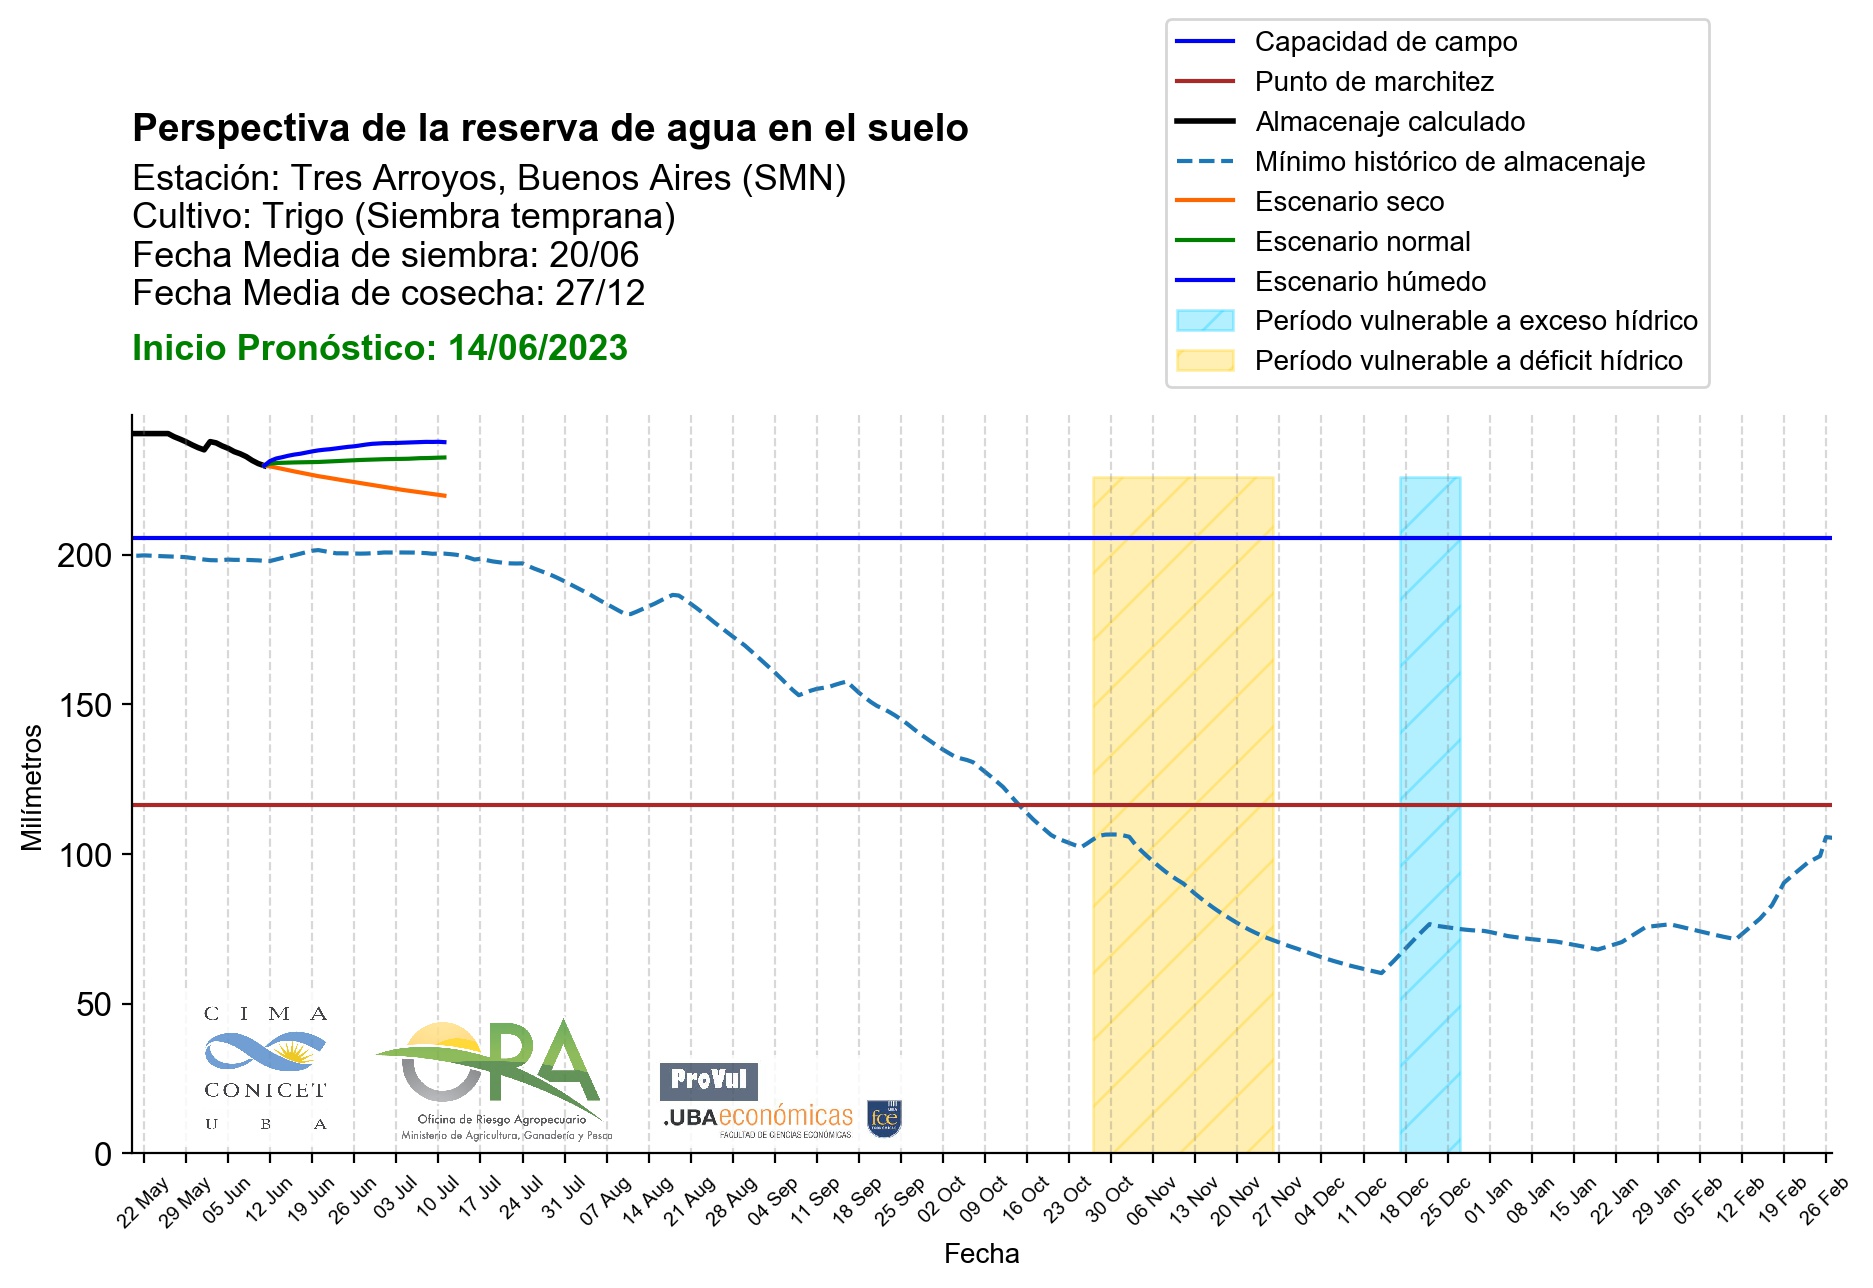 Capacidad de campo
Punto de marchitez
Almacenaje calculado
Mínimo histórico de almacenaje
Escenario seco
Escenario normal
Escenario húmedo
Período vulnerable a exceso hídrico
Período vulnerable a déficit hídrico
Perspectiva de la reserva de agua en el suelo
Estación: Tres Arroyos, Buenos Aires (SMN)
Cultivo: Trigo (Siembra temprana)
Fecha Media de siembra: 20/06
Fecha Media de cosecha: 27/12
Inicio Pronóstico: 14/06/2023
Milímetros
200
150
100
50
0
CIMA
CONICET
UBA
ORA
Oficina de Riesgo Agropecuario
Ministerio de Agricultura, Ganadería y Pesca
ProVul
.UBAeconómicas
FACULTAD DE CIENCIAS ECONÓMICAS
fce
22 May
29 May
05 Jun
12 Jun
19 Jun
26 Jun
03 Jul
10 Jul
17 Jul
24 Jul
31 Jul
07 Aug
14 Aug
21 Aug
28 Aug
04 Sep
11 Sep
18 Sep
25 Sep
02 Oct
09 Oct
16 Oct
23 Oct
30 Oct
06 Nov
13 Nov
20 Nov
27 Nov
04 Dec
11 Dec
18 Dec
25 Dec
01 Jan
08 Jan
15 Jan
22 Jan
29 Jan
05 Feb
12 Feb
19 Feb
26 Feb
Fecha